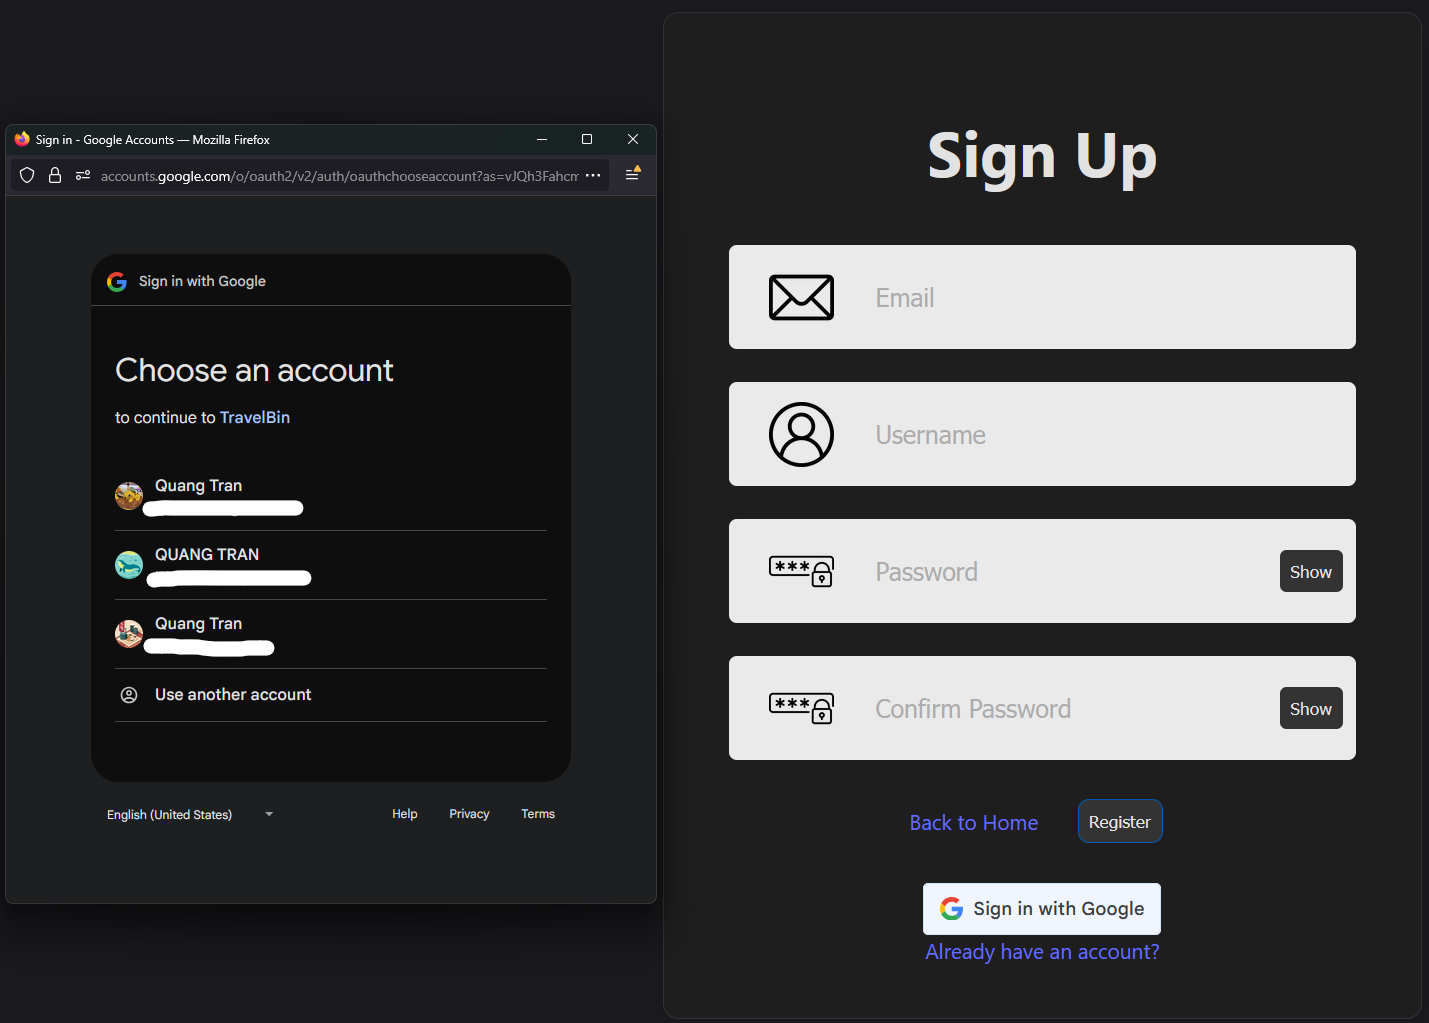 Sign in - Google Accounts — Mozilla Firefox
accounts.google.com/o/oauth2/v2/auth/oauthchooseaccount?as=vJQh3Fahcm
Sign in with Google
Choose an account
to continue to TravelBin
Quang Tran
QUANG TRAN
Quang Tran
Use another account
English (United States)
Help Privacy Terms
Sign Up
Email
Username
*** Password Show
*** Confirm Password Show
Back to Home Register
Sign in with Google
Already have an account?